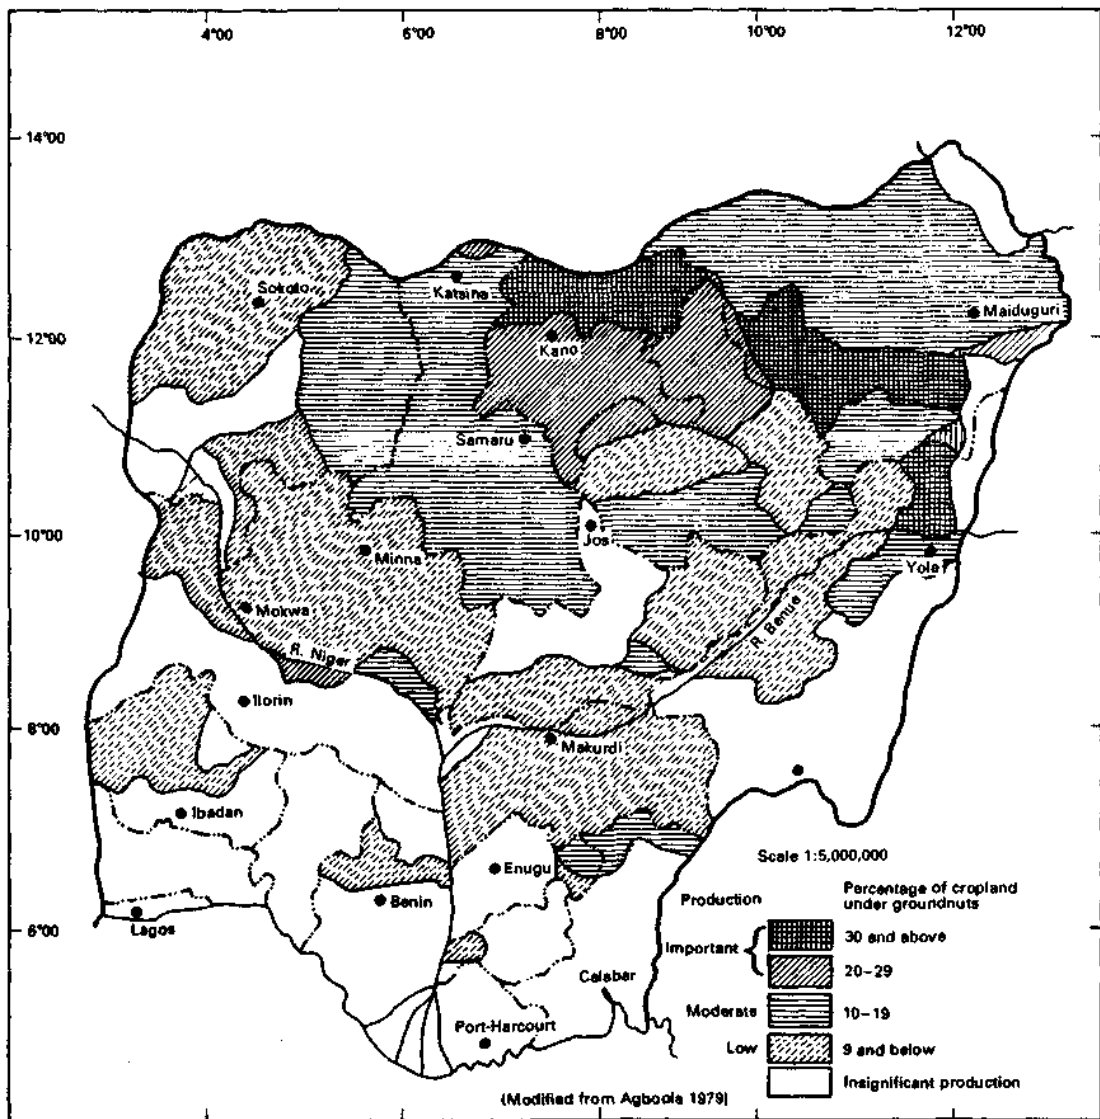 4°00 6°00 8°00 10°00 12°00
14°00
12°00
10°00
8°00
6°00
Sokoto
Katsina
Maiduguri
Kano
Samaru
Jos
Minna
Yola
Mokwa
R. Benue
R. Niger
Ilorin
Makurdi
Ibadan
Enugu
Benin
Lagos
Calabar
Port-Harcourt
Scale 1:5,000,000
Production
Percentage of cropland
under groundnuts
Important
30 and above
20-29
Moderate
10-19
Low
9 and below
Insignificant production
(Modified from Agboola 1979)